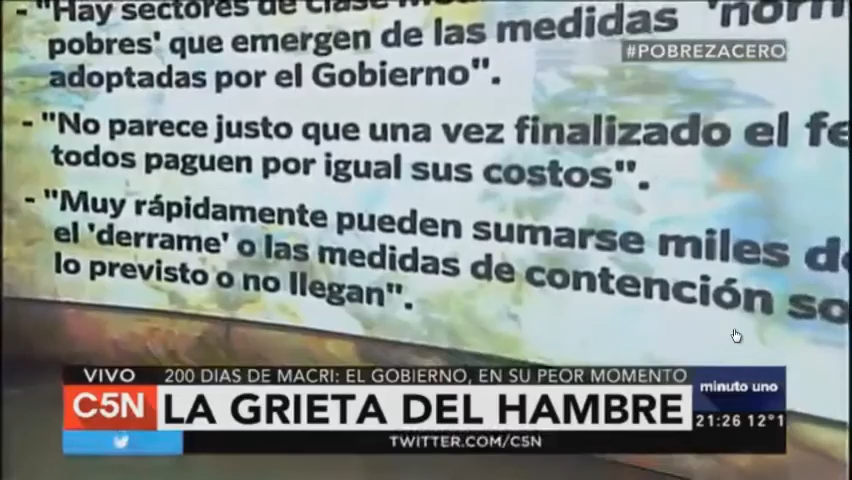 - "Hay sectores de clase
pobres' que emergen de las medidas
adoptadas por el Gobierno".
- "No parece justo que una vez finalizado el
todos paguen por igual sus costos".
- "Muy rápidamente pueden sumarse miles
el 'derrame' o las medidas de contención
lo previsto o no llegan".
#POBREZACERO
VIVO
200 DIAS DE MACRI: EL GOBIERNO, EN SU PEOR MOMENTO
C5N
LA GRIETA DEL HAMBRE
minuto uno
21:26 12°1
TWITTER.COM/C5N